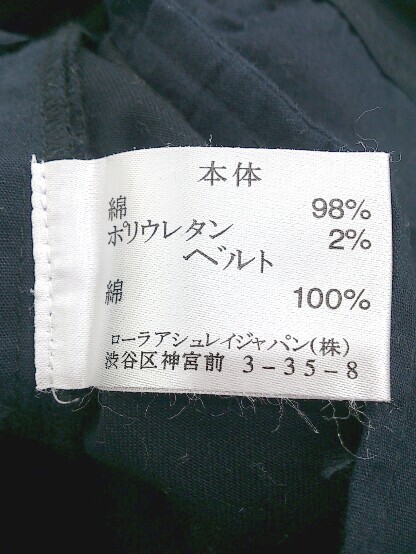 本体
綿 98%
ポリウレタン 2%
ベルト
綿 100%
ローラアシュレイジャパン(株)
渋谷区神宮前 3-35-8